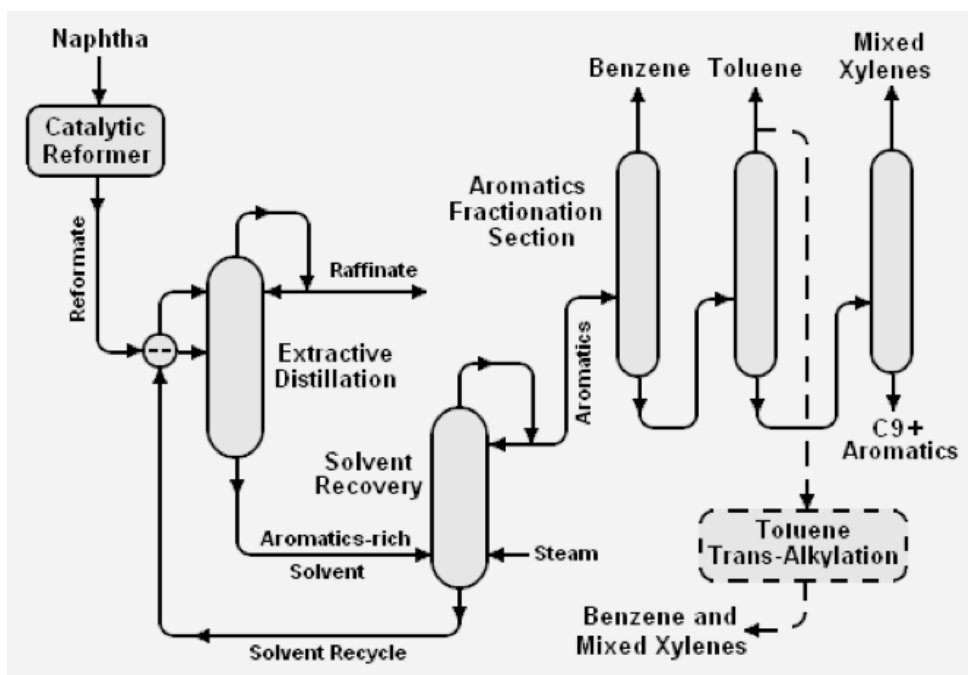 Naphtha
Catalytic
Reformer
Reformate
Raffinate
Extractive
Distillation
Solvent
Recovery
Aromatics-rich
Solvent
Steam
Solvent Recycle
Aromatics
Aromatics
Fractionation
Section
Benzene
Toluene
Mixed
Xylenes
C9+
Aromatics
Toluene
Trans-Alkylation
Benzene and
Mixed Xylenes